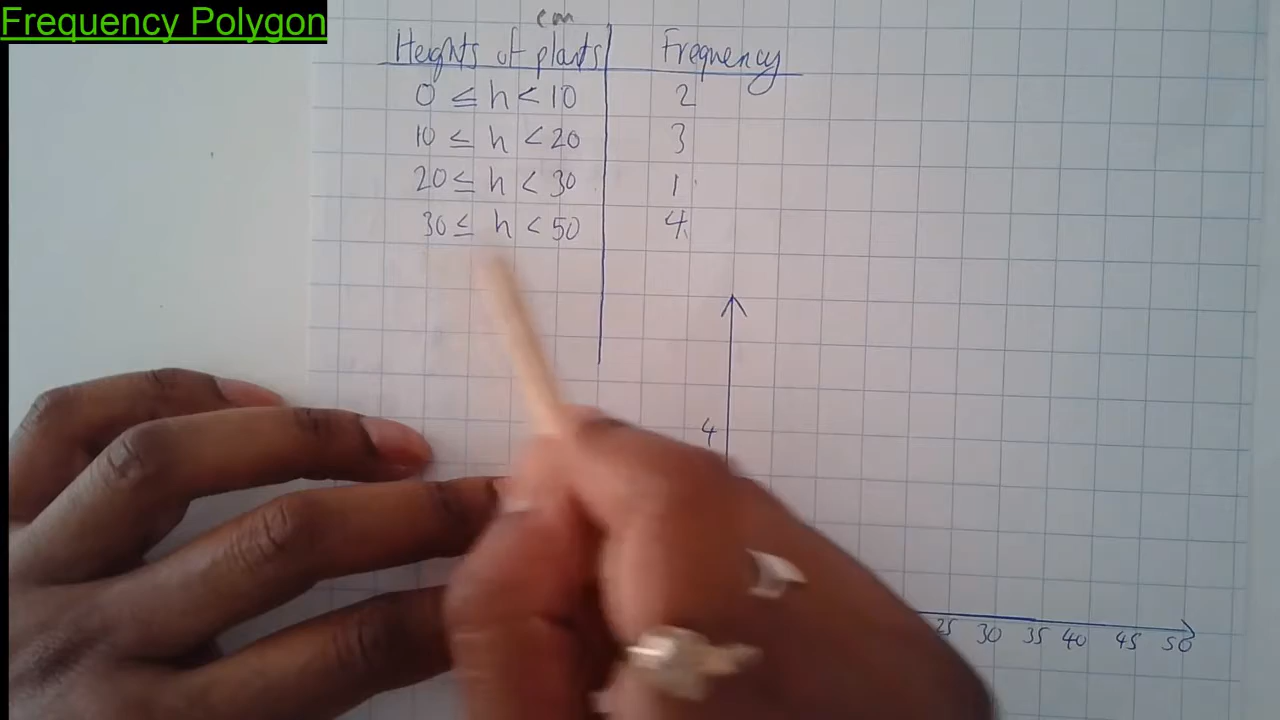 Frequency Polygon
cm
Heights of plants Frequency
0 ≤ h < 10 2
10 ≤ h < 20 3
20 ≤ h < 30 1
30 ≤ h < 50 4
4
25 30 35 40 45 50